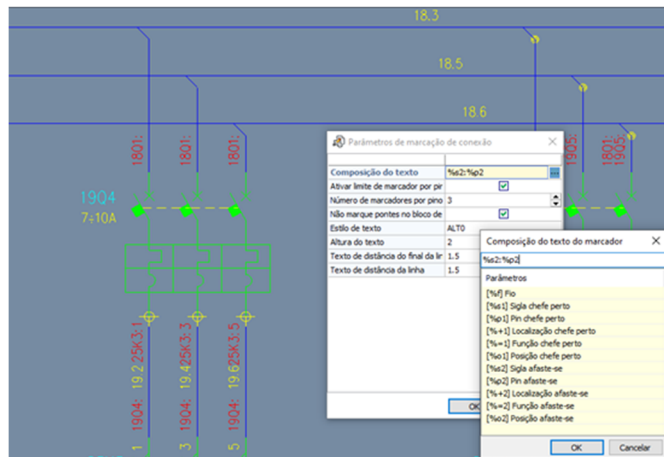 18.3
18.5
18.6
1801:
1801:
1801:
1905:
1801:
1905:
19Q4
7÷10A
19Q4: 19.2 25K3:1
19Q4: 19.4 25K3:3
19Q4: 19.6 25K3:5
1
3
5
Parâmetros de marcação de conexão
Composição do texto %s2:%p2 ...
Ativar limite de marcador por pir
Número de marcadores por pino 3
Não marque pontes no bloco de
Estilo de texto ALT0
Altura do texto 2
Texto de distância do final da lir 1.5
Texto de distância da linha 1.5
OK
Composição do texto do marcador
%s2:%p2
Parâmetros
[%f] Fio
[%s1] Sigla chefe perto
[%p1] Pin chefe perto
[%+1] Localização chefe perto
[%=1] Função chefe perto
[%o1] Posição chefe perto
[%s2] Sigla afaste-se
[%p2] Pin afaste-se
[%+2] Localização afaste-se
[%=2] Função afaste-se
[%o2] Posição afaste-se
OK
Cancelar